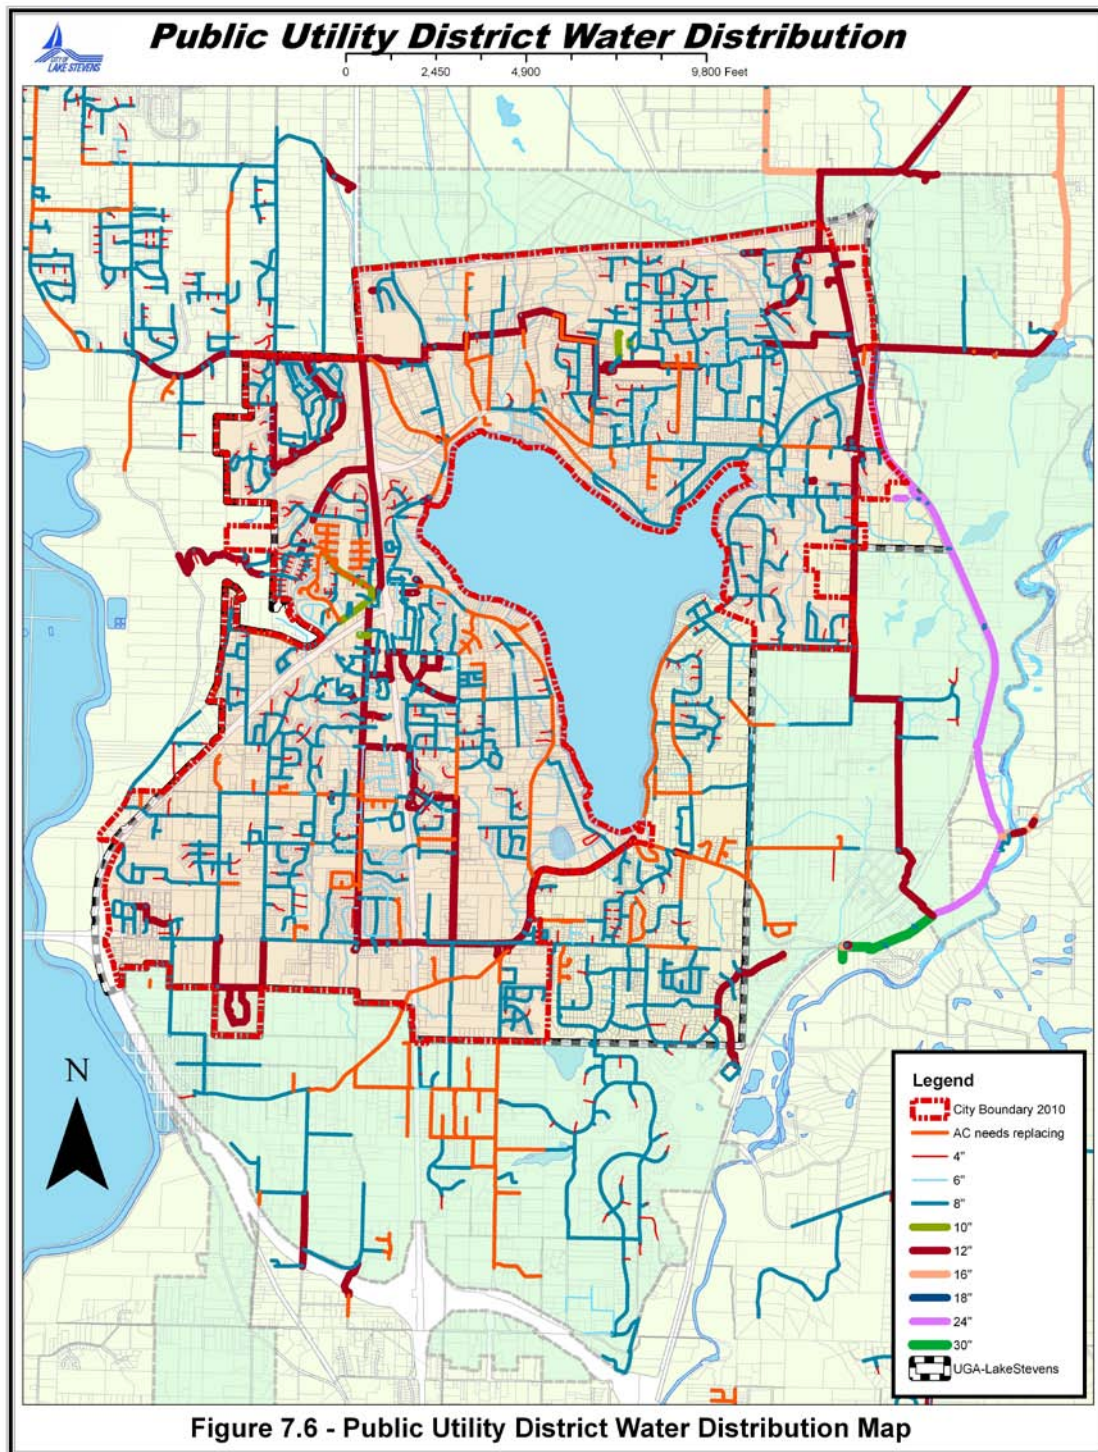 Public Utility District Water Distribution
CITY OF
LAKE STEVENS
0 2,450 4,900 9,800 Feet
N
Legend
City Boundary 2010
AC needs replacing
4"
6"
8"
10"
12"
16"
18"
24"
30"
UGA-LakeStevens
Figure 7.6 - Public Utility District Water Distribution Map